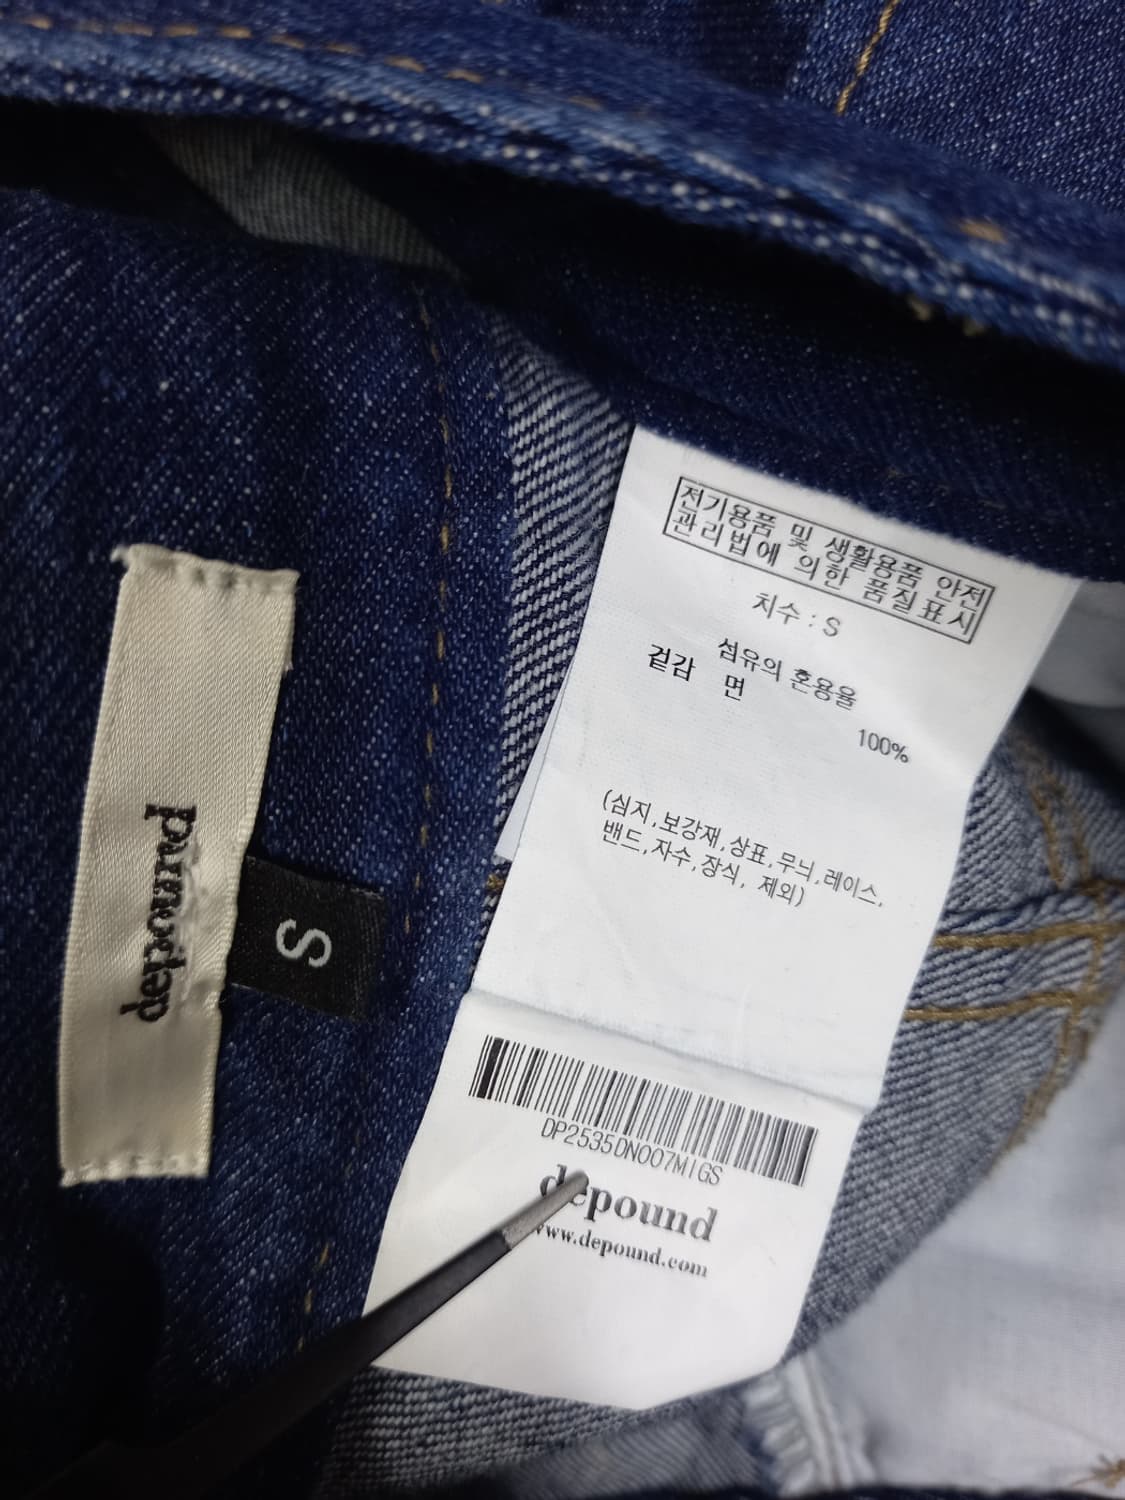 전기용품 및 생활용품 안전
관리법에 의한 품질표시
치수 : S
섬유의 혼용율
겉감 면
100%
(심지,보강재,상표,무늬,레이스,
밴드,자수,장식, 제외)
DP2535DN007MIGS
depound
www.depound.com
depound
S